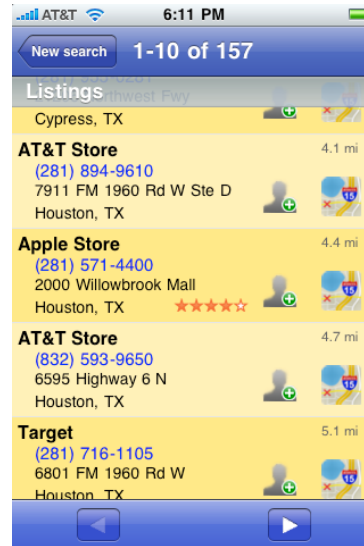 AT&T 6:11 PM
New search 1-10 of 157
Listings
Cypress, TX
AT&T Store 4.1 mi
(281) 894-9610
7911 FM 1960 Rd W Ste D
Houston, TX
Apple Store 4.4 mi
(281) 571-4400
2000 Willowbrook Mall
Houston, TX
AT&T Store 4.7 mi
(832) 593-9650
6595 Highway 6 N
Houston, TX
Target 5.1 mi
(281) 716-1105
6801 FM 1960 Rd W
Houston, TX